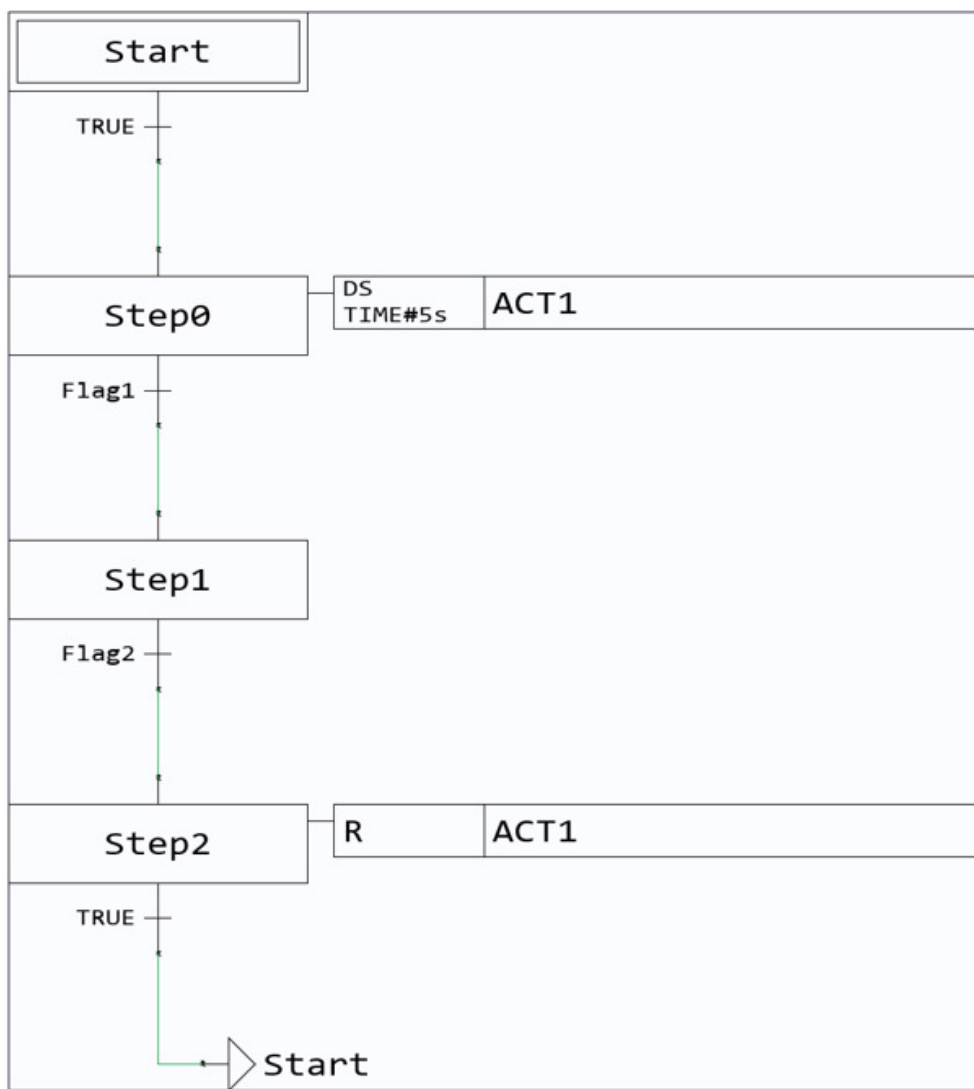 Start
TRUE
Step0
DS
TIME#5s
ACT1
Flag1
Step1
Flag2
Step2
R
ACT1
TRUE
Start